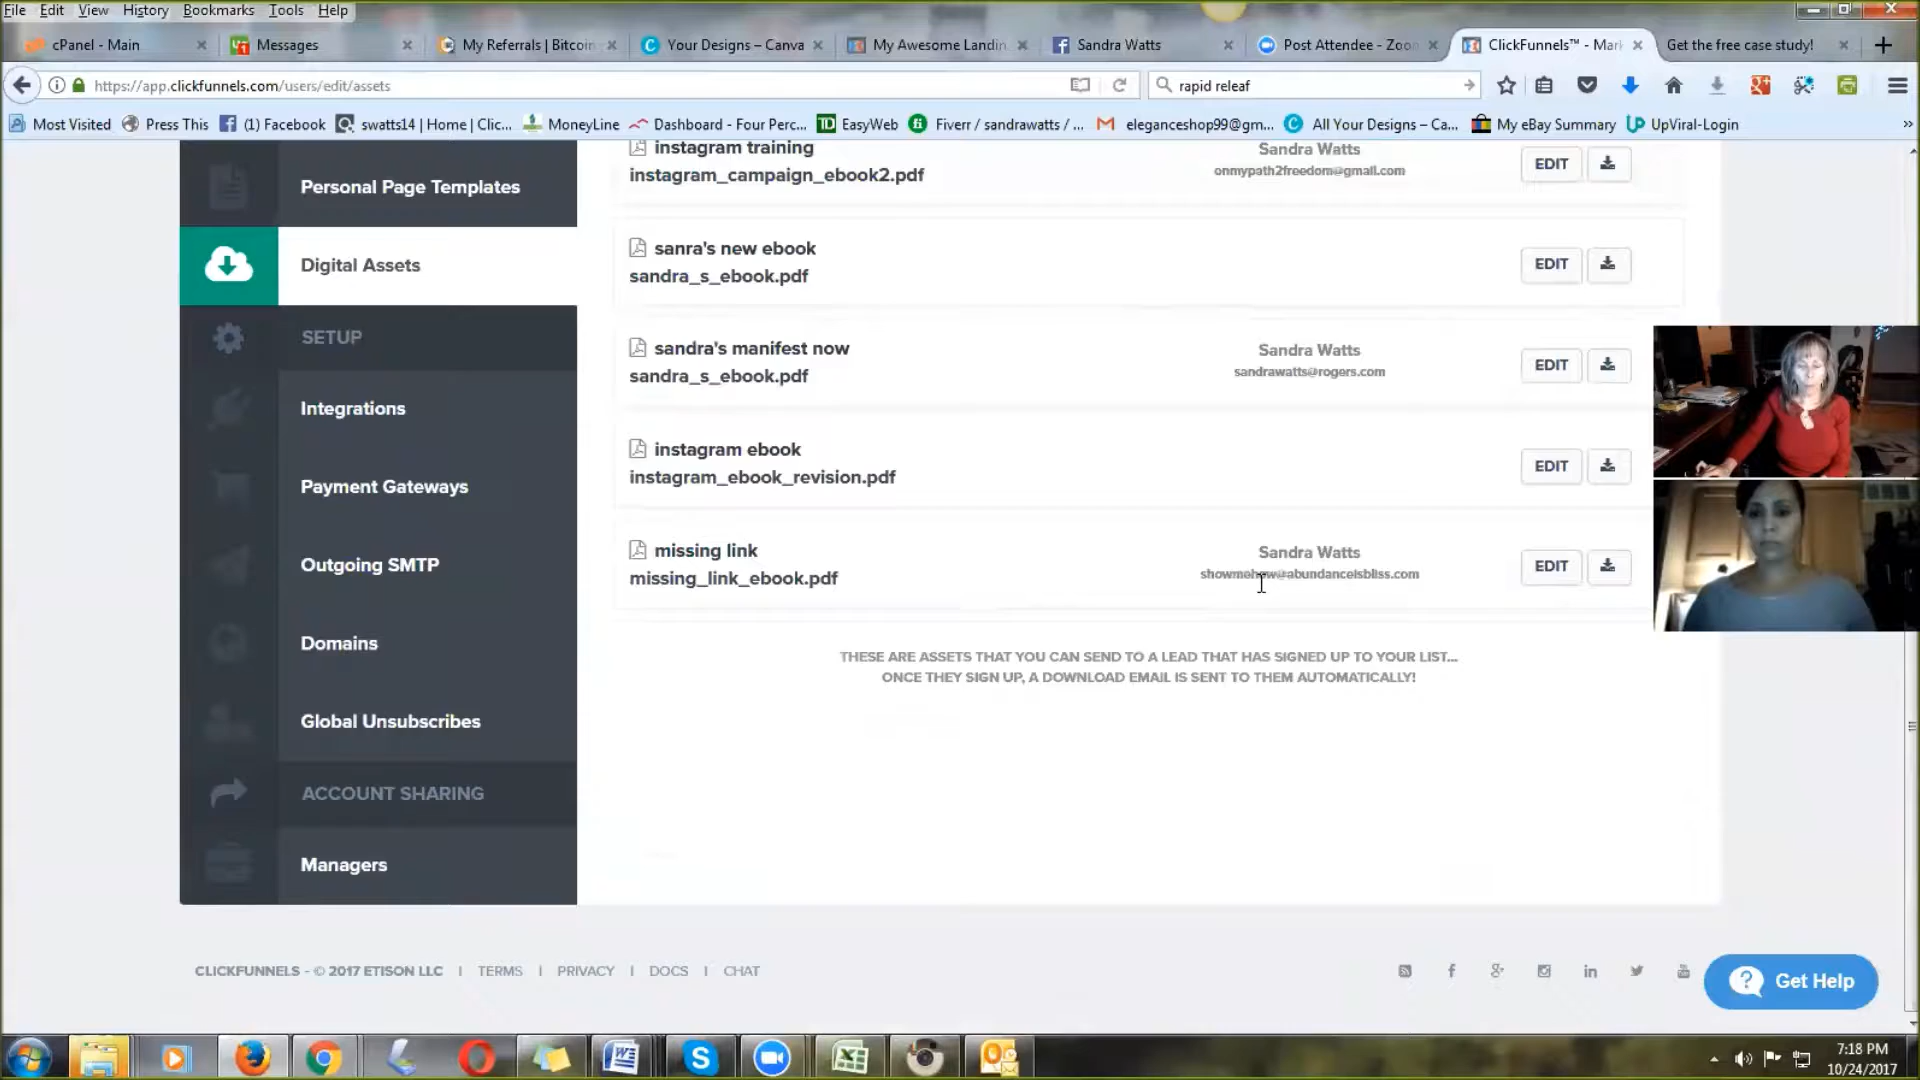 File Edit View History Bookmarks Tools Help
cPanel - Main
Messages
My Referrals | Bitcoin
Your Designs – Canva
My Awesome Landin
Sandra Watts
Post Attendee - Zoo
ClickFunnels™ - Mar
Get the free case study!
https://app.clickfunnels.com/users/edit/assets
rapid releaf
Most Visited
Press This
(1) Facebook
swatts14 | Home | Clic...
MoneyLine
Dashboard - Four Perc...
TD EasyWeb
Fiverr / sandrawatts / ...
eleganceshop99@gm...
All Your Designs – Ca...
My eBay Summary
UpViral-Login
Personal Page Templates
Digital Assets
SETUP
Integrations
Payment Gateways
Outgoing SMTP
Domains
Global Unsubscribes
ACCOUNT SHARING
Managers
instagram training
instagram_campaign_ebook2.pdf
Sandra Watts
onmypath2freedom@gmail.com
EDIT
sanra's new ebook
sandra_s_ebook.pdf
EDIT
sandra's manifest now
sandra_s_ebook.pdf
Sandra Watts
sandrawatts@rogers.com
EDIT
instagram ebook
instagram_ebook_revision.pdf
EDIT
missing link
missing_link_ebook.pdf
Sandra Watts
showmehow@abundanceisbliss.com
EDIT
THESE ARE ASSETS THAT YOU CAN SEND TO A LEAD THAT HAS SIGNED UP TO YOUR LIST...
ONCE THEY SIGN UP, A DOWNLOAD EMAIL IS SENT TO THEM AUTOMATICALLY!
CLICKFUNNELS - © 2017 ETISON LLC | TERMS | PRIVACY | DOCS | CHAT
Get Help
7:18 PM
10/24/2017